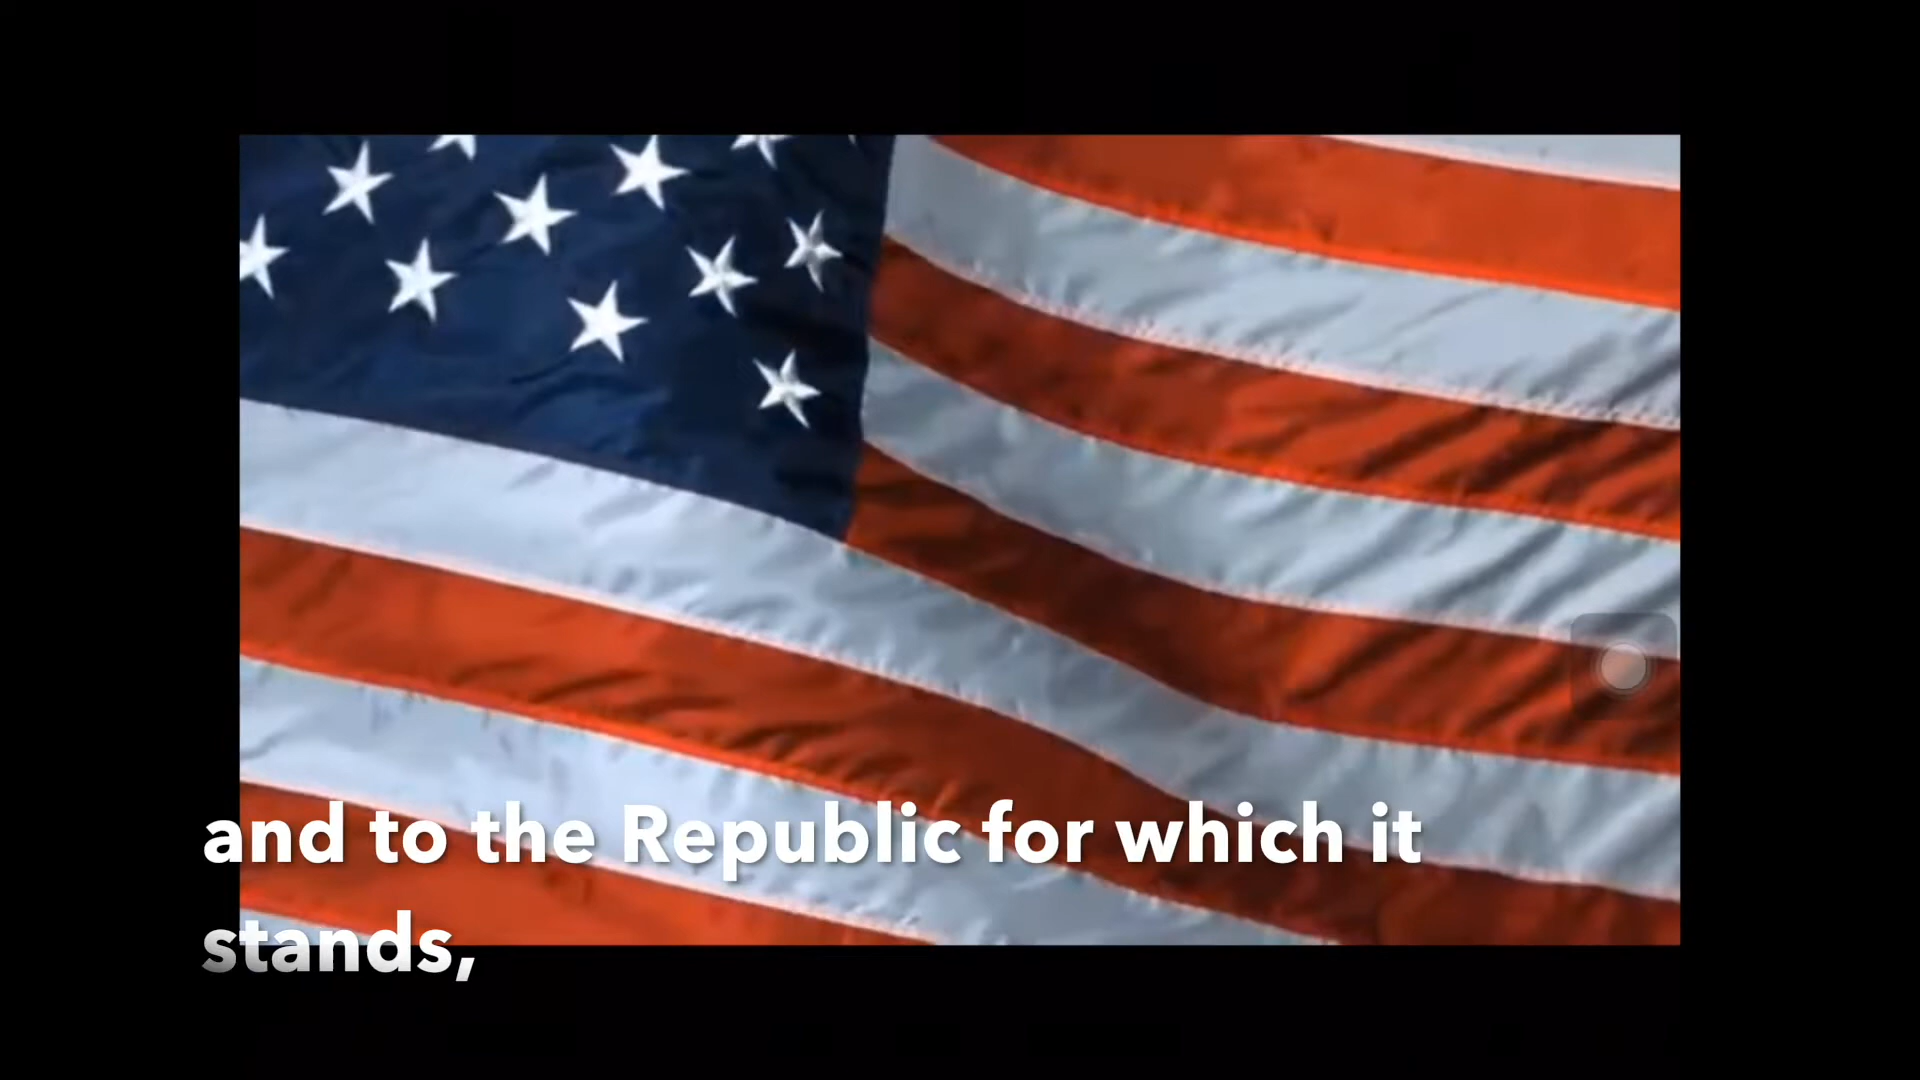 and to the Republic for which it
stands,